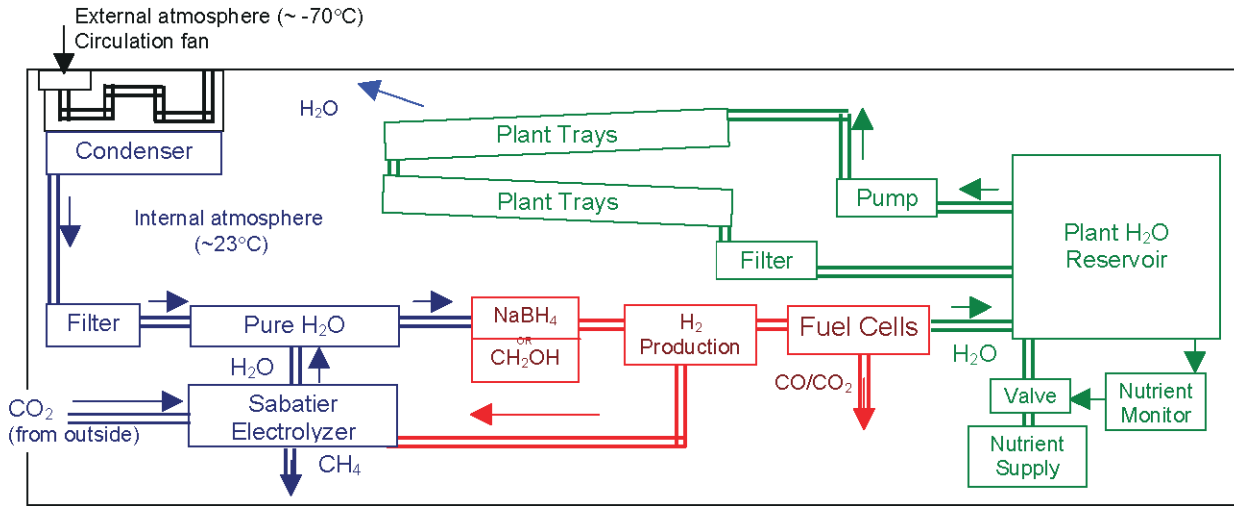 External atmosphere (~ -70°C)
Circulation fan
H₂O
Plant Trays
Condenser
Plant Trays
Pump
Internal atmosphere
(~23°C)
Plant H₂O
Reservoir
Filter
Filter
Pure H₂O
NaBH₄
OR
CH₂OH
H₂
Production
Fuel Cells
H₂O
H₂O
CO/CO₂
CO₂
(from outside)
Sabatier
Electrolyzer
CH₄
Valve
Nutrient
Monitor
Nutrient
Supply